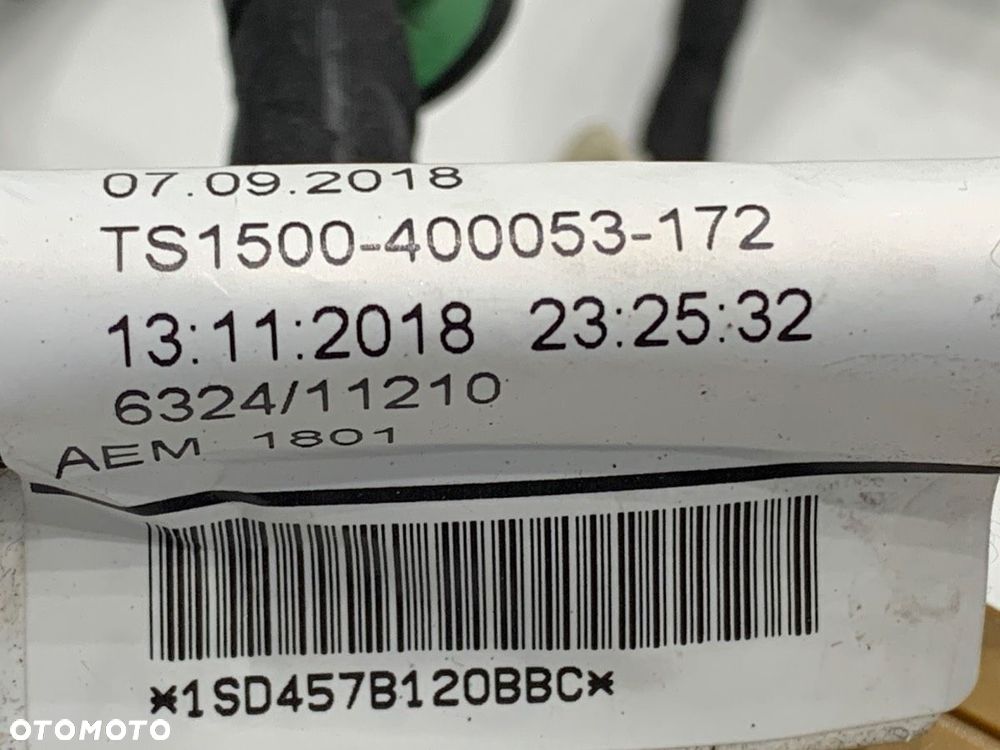 07.09.2018
TS1500-400053-172
13:11:2018 23:25:32
6324/11210
AEM 1801
*1SD457B120BBC*
OTOMOTO